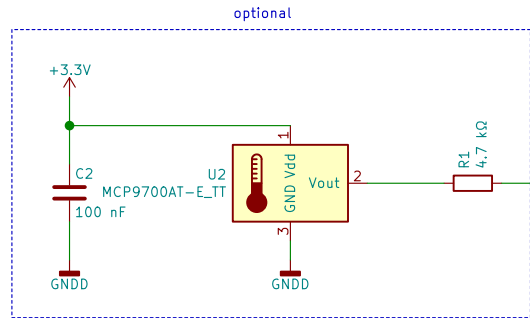 optional
+3.3V
C2
100 nF
GNDD
U2
MCP9700AT-E_TT
1
Vdd
GND
Vout
2
3
GNDD
R1
4.7 kΩ